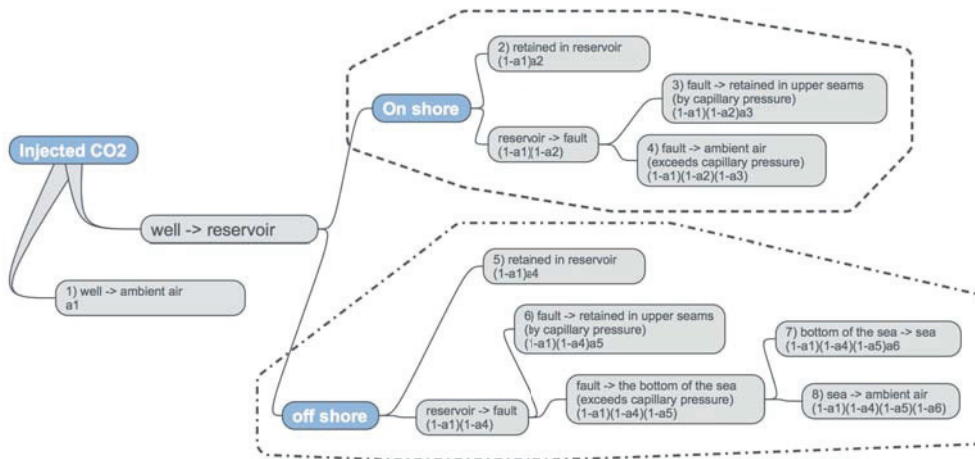 Injected CO2
well -> reservoir
1) well -> ambient air
a1
On shore
2) retained in reservoir
(1-a1)a2
reservoir -> fault
(1-a1)(1-a2)
3) fault -> retained in upper seams
(by capillary pressure)
(1-a1)(1-a2)a3
4) fault -> ambient air
(exceeds capillary pressure)
(1-a1)(1-a2)(1-a3)
off shore
5) retained in reservoir
(1-a1)a4
reservoir -> fault
(1-a1)(1-a4)
6) fault -> retained in upper seams
(by capillary pressure)
(1-a1)(1-a4)a5
fault -> the bottom of the sea
(exceeds capillary pressure)
(1-a1)(1-a4)(1-a5)
7) bottom of the sea -> sea
(1-a1)(1-a4)(1-a5)a6
8) sea -> ambient air
(1-a1)(1-a4)(1-a5)(1-a6)